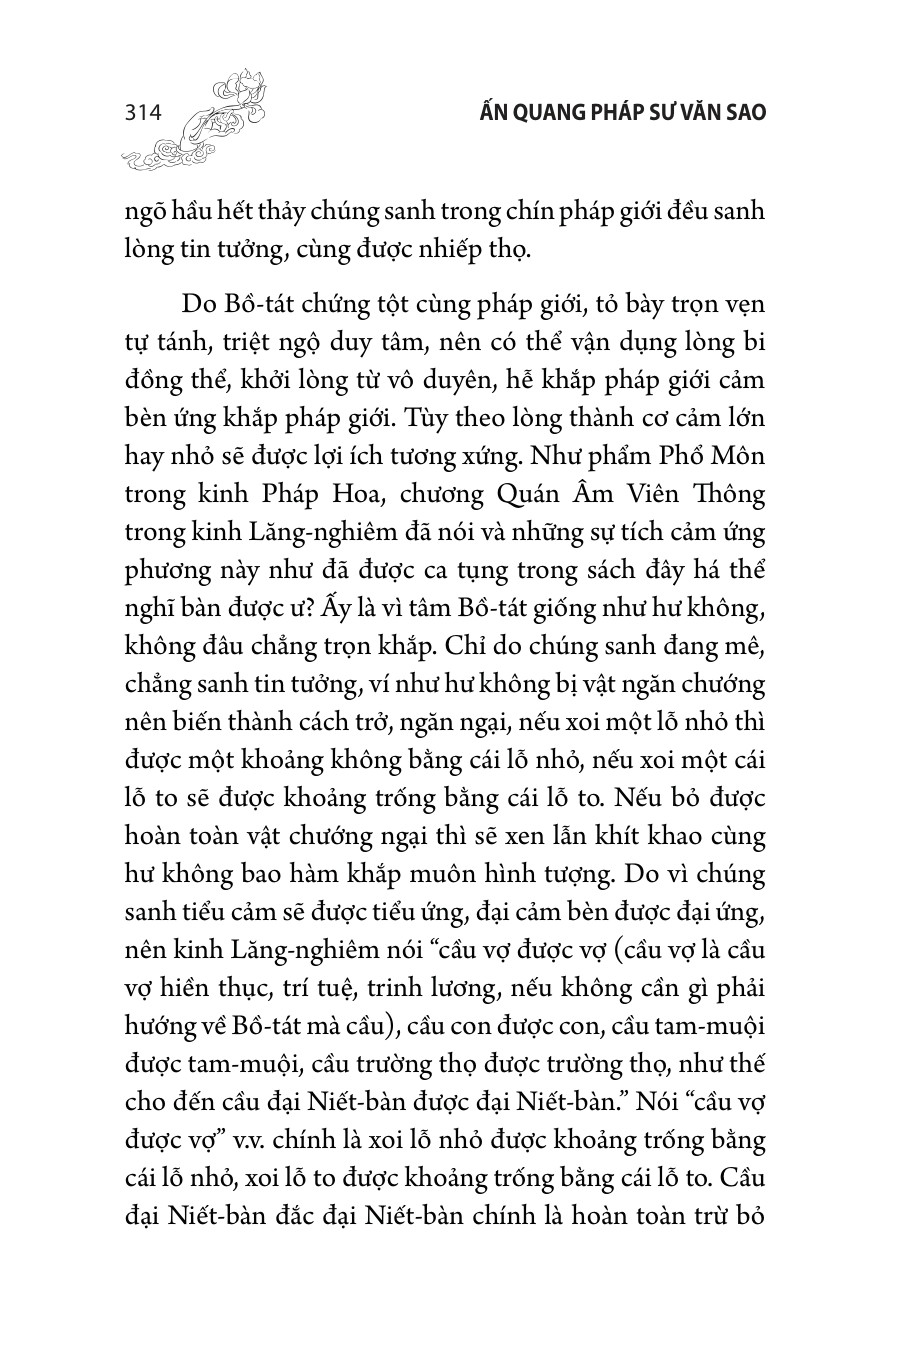 314
ẤN QUANG PHÁP SƯ VĂN SAO
ngõ hầu hết thảy chúng sanh trong chín pháp giới đều sanh
lòng tin tưởng, cùng được nhiếp thọ.
Do Bồ-tát chứng tột cùng pháp giới, tỏ bày trọn vẹn
tự tánh, triệt ngộ duy tâm, nên có thể vận dụng lòng bi
đồng thể, khởi lòng từ vô duyên, hễ khắp pháp giới cảm
bèn ứng khắp pháp giới. Tùy theo lòng thành cơ cảm lớn
hay nhỏ sẽ được lợi ích tương xứng. Như phẩm Phổ Môn
trong kinh Pháp Hoa, chương Quán Âm Viên Thông
trong kinh Lăng-nghiêm đã nói và những sự tích cảm ứng
phương này như đã được ca tụng trong sách đây há thể
nghĩ bàn được ư? Ấy là vì tâm Bồ-tát giống như hư không,
không đâu chẳng trọn khắp. Chỉ do chúng sanh đang mê,
chẳng sanh tin tưởng, ví như hư không bị vật ngăn chướng
nên biến thành cách trở, ngăn ngại, nếu xoi một lỗ nhỏ thì
được một khoảng không bằng cái lỗ nhỏ, nếu xoi một cái
lỗ to sẽ được khoảng trống bằng cái lỗ to. Nếu bỏ được
hoàn toàn vật chướng ngại thì sẽ xen lẫn khít khao cùng
hư không bao hàm khắp muôn hình tượng. Do vì chúng
sanh tiểu cảm sẽ được tiểu ứng, đại cảm bèn được đại ứng,
nên kinh Lăng-nghiêm nói “cầu vợ được vợ (cầu vợ là cầu
vợ hiền thục, trí tuệ, trinh lương, nếu không cần gì phải
hướng về Bồ-tát mà cầu), cầu con được con, cầu tam-muội
được tam-muội, cầu trường thọ được trường thọ, như thế
cho đến cầu đại Niết-bàn được đại Niết-bàn.” Nói “cầu vợ
được vợ” v.v. chính là xoi lỗ nhỏ được khoảng trống bằng
cái lỗ nhỏ, xoi lỗ to được khoảng trống bằng cái lỗ to. Cầu
đại Niết-bàn đắc đại Niết-bàn chính là hoàn toàn trừ bỏ